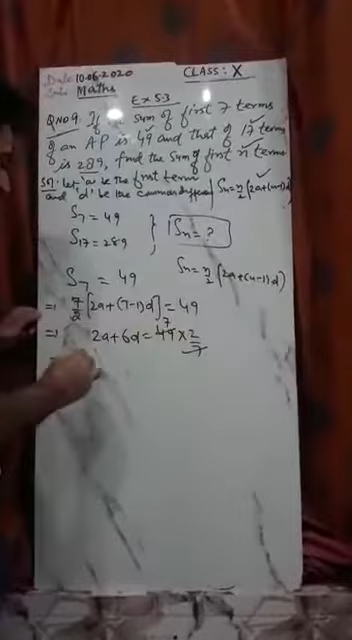 Date: 10.06.2020 CLASS: X
Sub: Maths
Ex 5.3
Q NO 9. If the sum of first 7 terms
of an AP is 49 and that of 17 terms
is 289, find the sum of first n terms
Sol: let 'a' be the first term
and 'd' be the common difference Sn = n/2 [2a+(n-1)d]
S7 = 49
S17 = 289 Sn = ?
S7 = 49 Sn = n/2 [2a+(n-1)d]
⇒ 7/2 [2a+(7-1)d] = 49
⇒ 2a+6d = 49 7 × 2/7